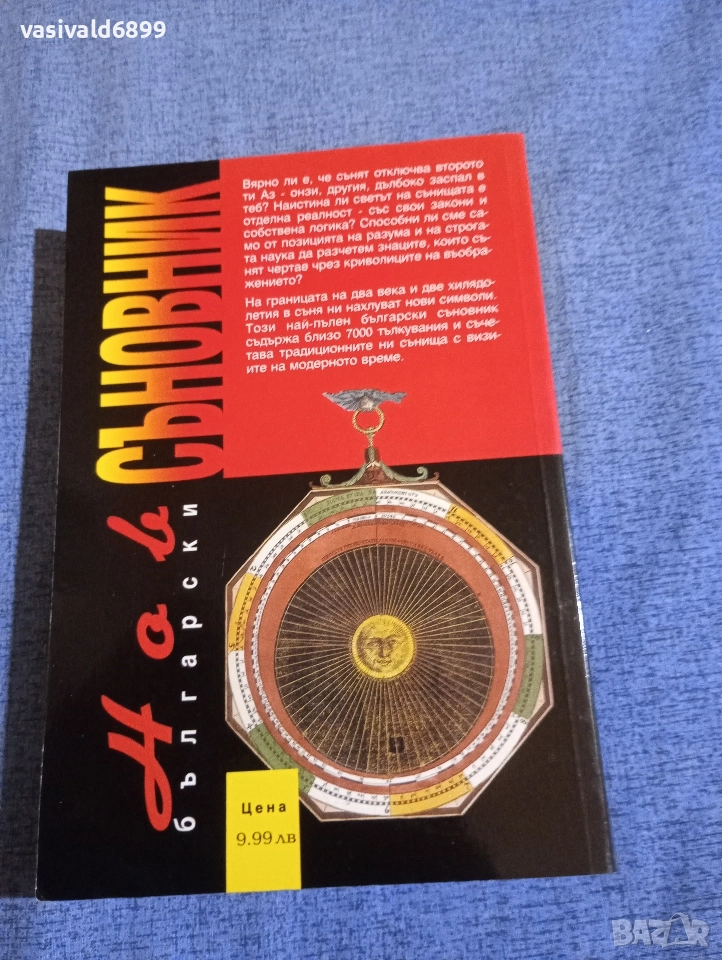 vasivald6899
Нов
български
СЪНОВНИК
Вярно ли е, че сънят отключва второто
ти Аз - онзи, другия, дълбоко заспал в
теб? Наистина ли светът на сънищата е
отделна реалност - със свои закони и
собствена логика? Способни ли сме са-
мо от позицията на разума и на строга-
та наука да разчетем знаците, които съ-
нят чертае чрез криволиците на въобра-
жението?
На границата на два века и две хилядо-
летия в съня ни нахлуват нови символи.
Този най-пълен български съновник
съдържа близо 7000 тълкувания и съче-
тава традиционните ни сънища с визи-
ите на модерното време.
Цена
9.99 лв
BAZAR